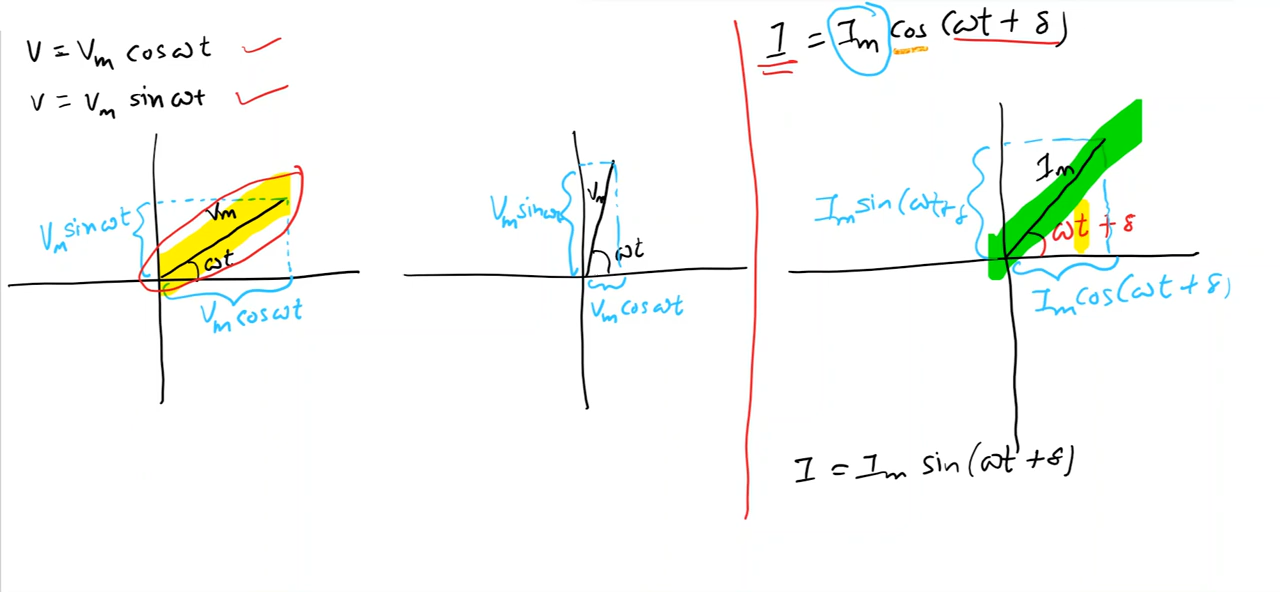 V = Vm cos ωt
V = Vm sin ωt
Vm sin ωt
Vm
ωt
Vm cos ωt
Vm sin ω
Vm
ωt
Vm cos ωt
I = Im cos (ωt + δ)
Im sin (ωt + δ
Im
ωt + δ
Im cos (ωt + δ)
I = Im sin (ωt + δ)